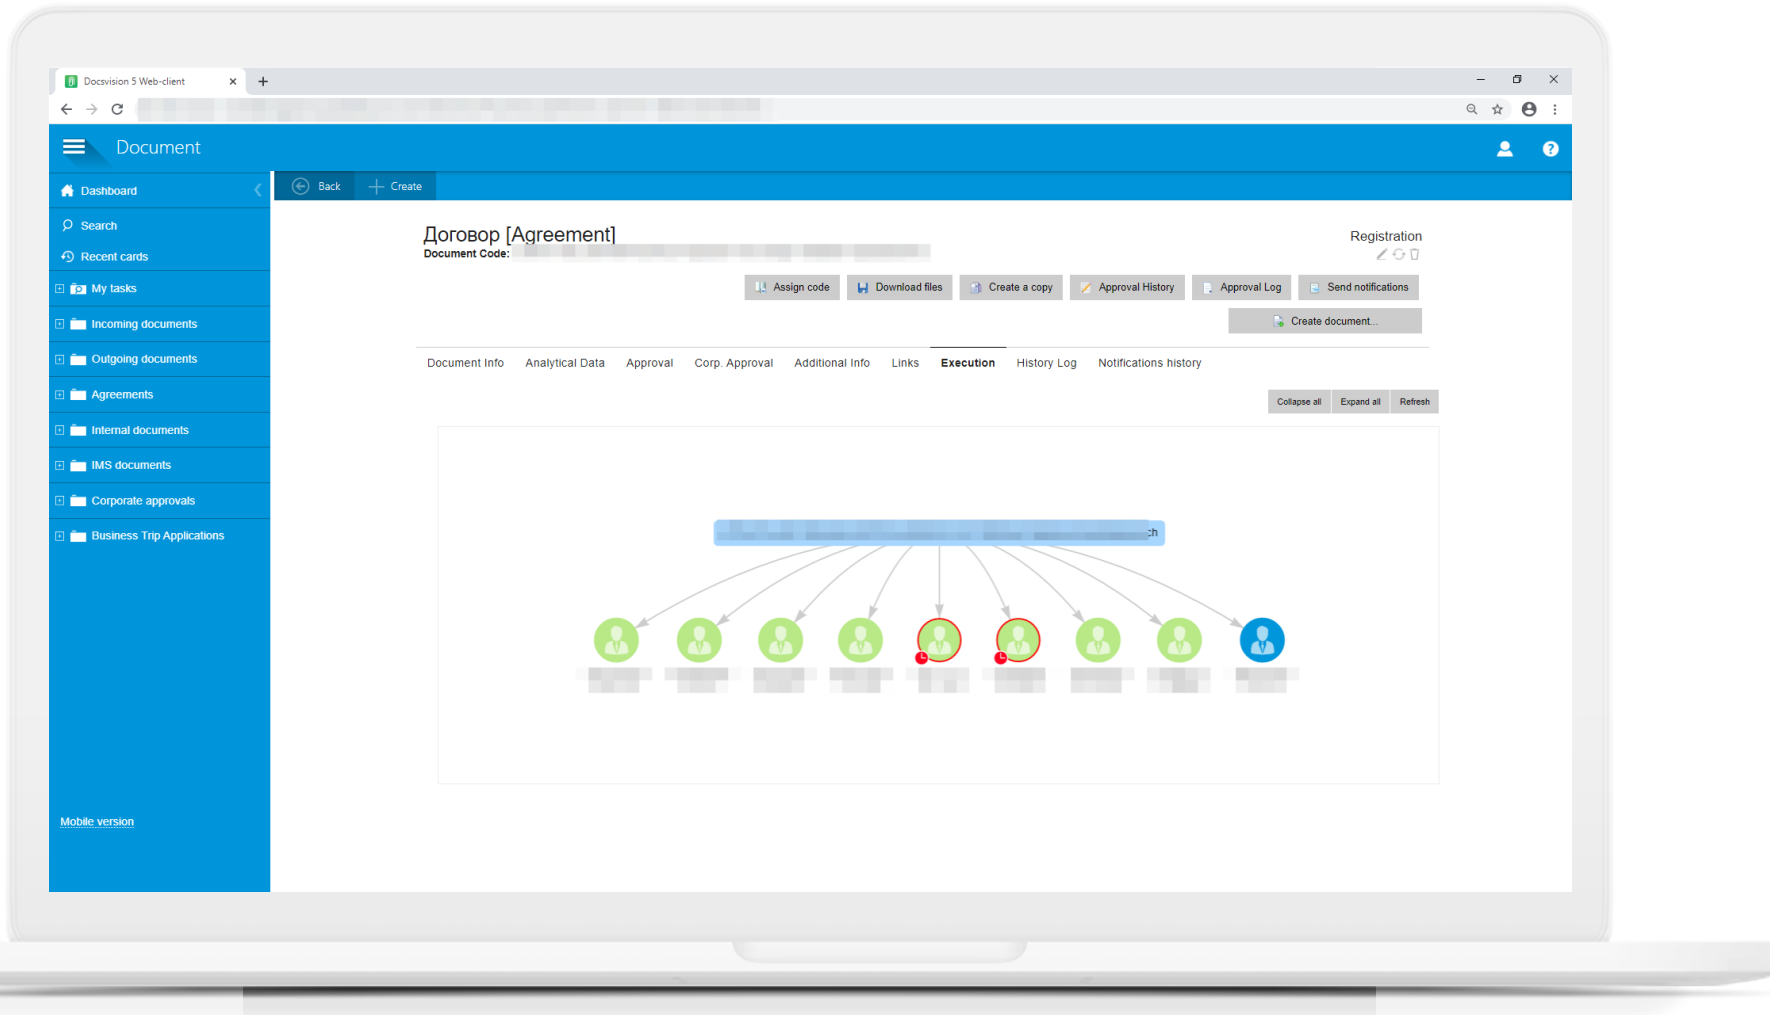 Docsvision 5 Web-client
Document
Dashboard
Back
Create
Search
Recent cards
My tasks
Incoming documents
Outgoing documents
Agreements
Internal documents
IMS documents
Corporate approvals
Business Trip Applications
Mobile version
Договор [Agreement]
Registration
Document Code:
Assign code
Download files
Create a copy
Approval History
Approval Log
Send notifications
Create document...
Document Info
Analytical Data
Approval
Corp. Approval
Additional Info
Links
Execution
History Log
Notifications history
Collapse all
Expand all
Refresh